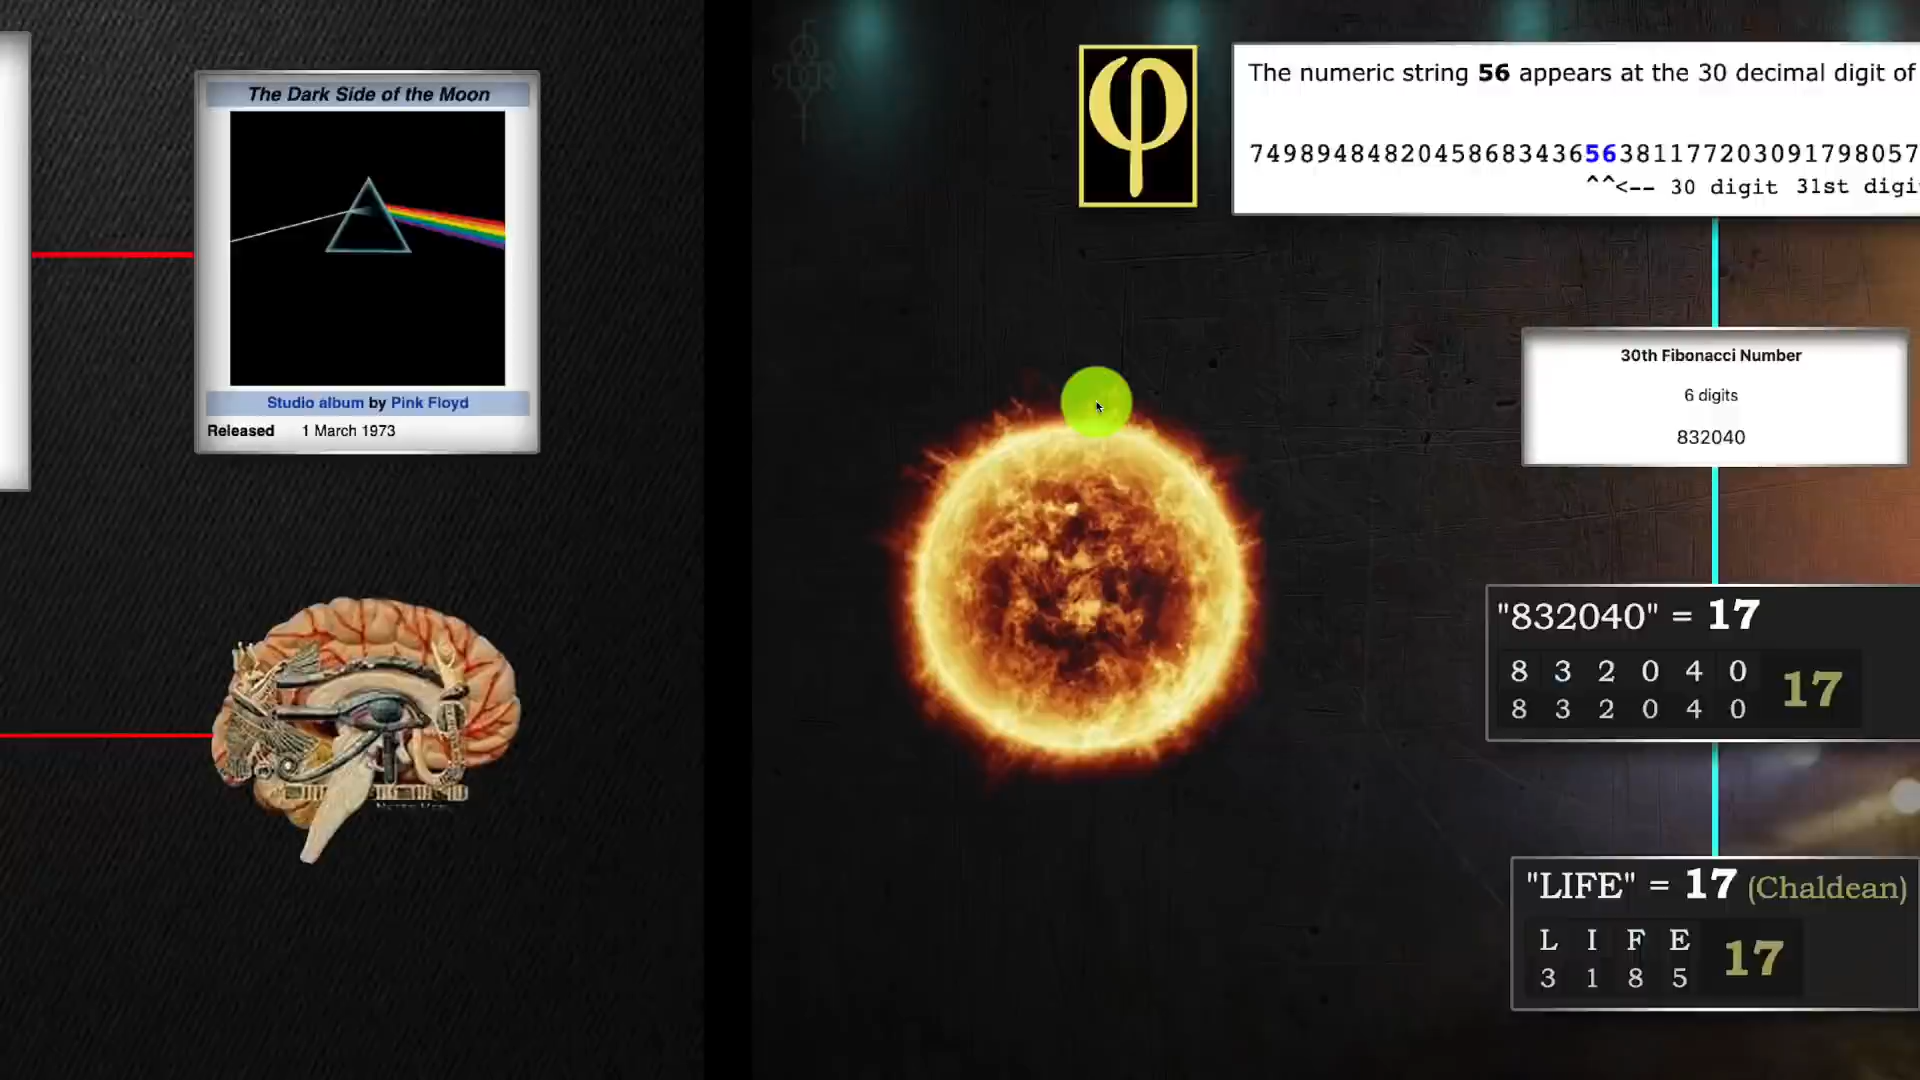 The Dark Side of the Moon
Studio album by Pink Floyd
Released 1 March 1973
φ
The numeric string 56 appears at the 30 decimal digit of
749894848204586834365638117720309179805 7
^^<-- 30 digit 31st digi
30th Fibonacci Number
6 digits
832040
"832040" = 17
8 3 2 0 4 0
8 3 2 0 4 0
17
"LIFE" = 17 (Chaldean)
L I F E
3 1 8 5
17